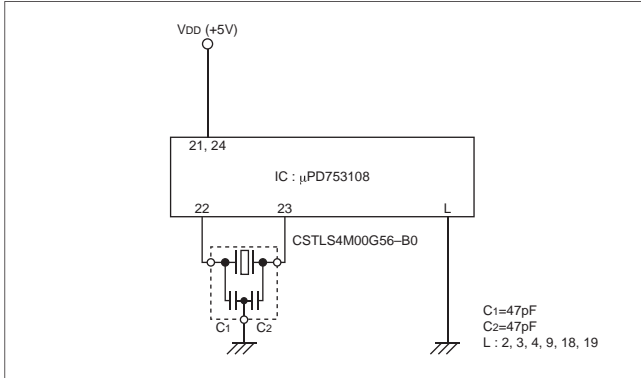 VDD (+5V)
21, 24
IC : μPD753108
22
23
L
CSTLS4M00G56–B0
C1
C2
C1=47pF
C2=47pF
L : 2, 3, 4, 9, 18, 19